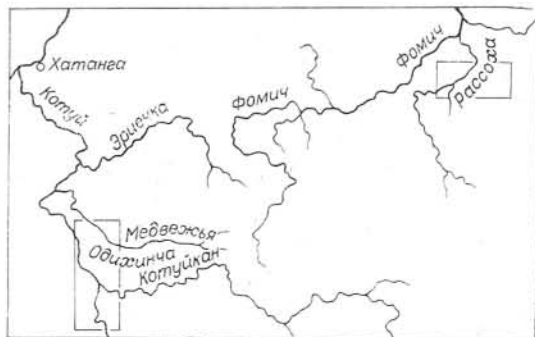 Хатанга
Котуй
Эриечка
Фомич
Фомич
Рассоха
Медвежья
Одихинча
Котуйкан